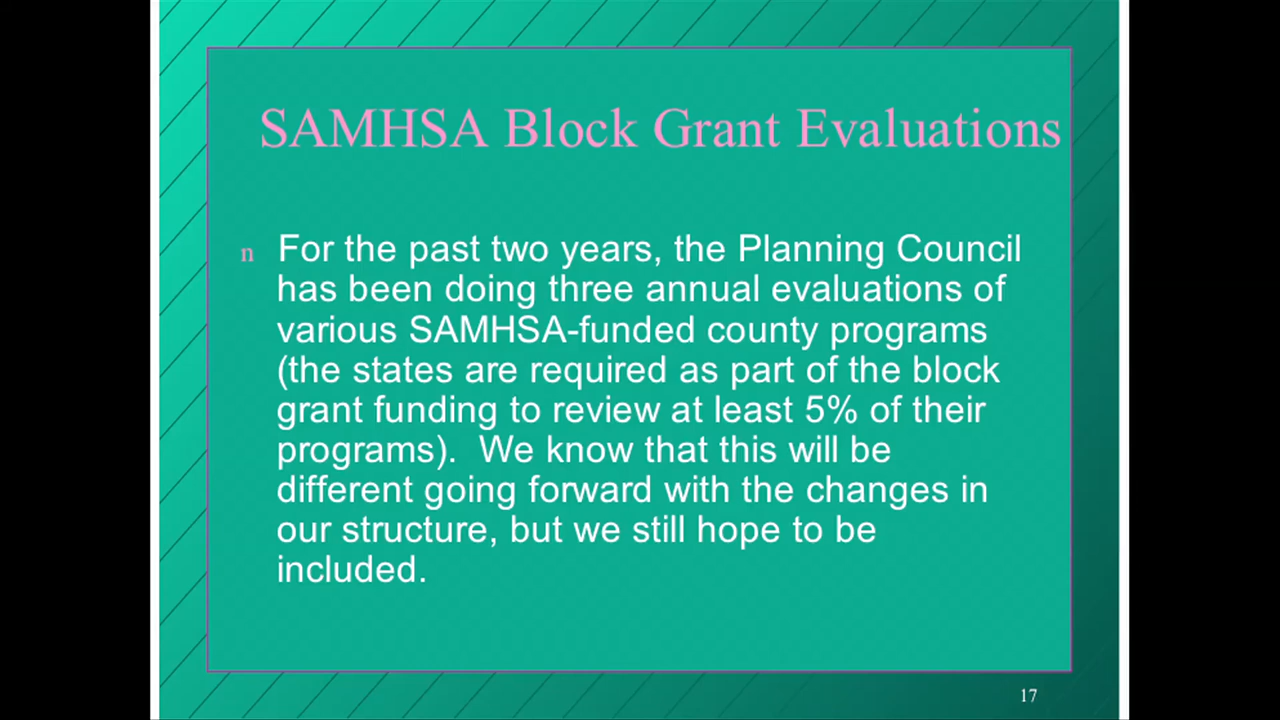 SAMHSA Block Grant Evaluations
n For the past two years, the Planning Council
has been doing three annual evaluations of
various SAMHSA-funded county programs
(the states are required as part of the block
grant funding to review at least 5% of their
programs).  We know that this will be
different going forward with the changes in
our structure, but we still hope to be
included.
17